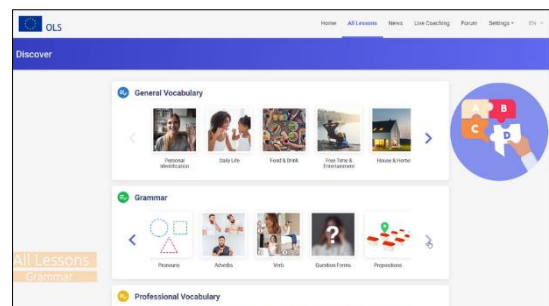 OLS
Home All Lessons News Live Coaching Forum Settings EN
Discover
General Vocabulary
Personal Identification
Daily Life
Food & Drink
Free Time & Entertainment
House & Home
A B
C D
Grammar
Pronouns
Adverbs
Verb
?
Question Forms
Prepositions
All Lessons
Grammar
Professional Vocabulary